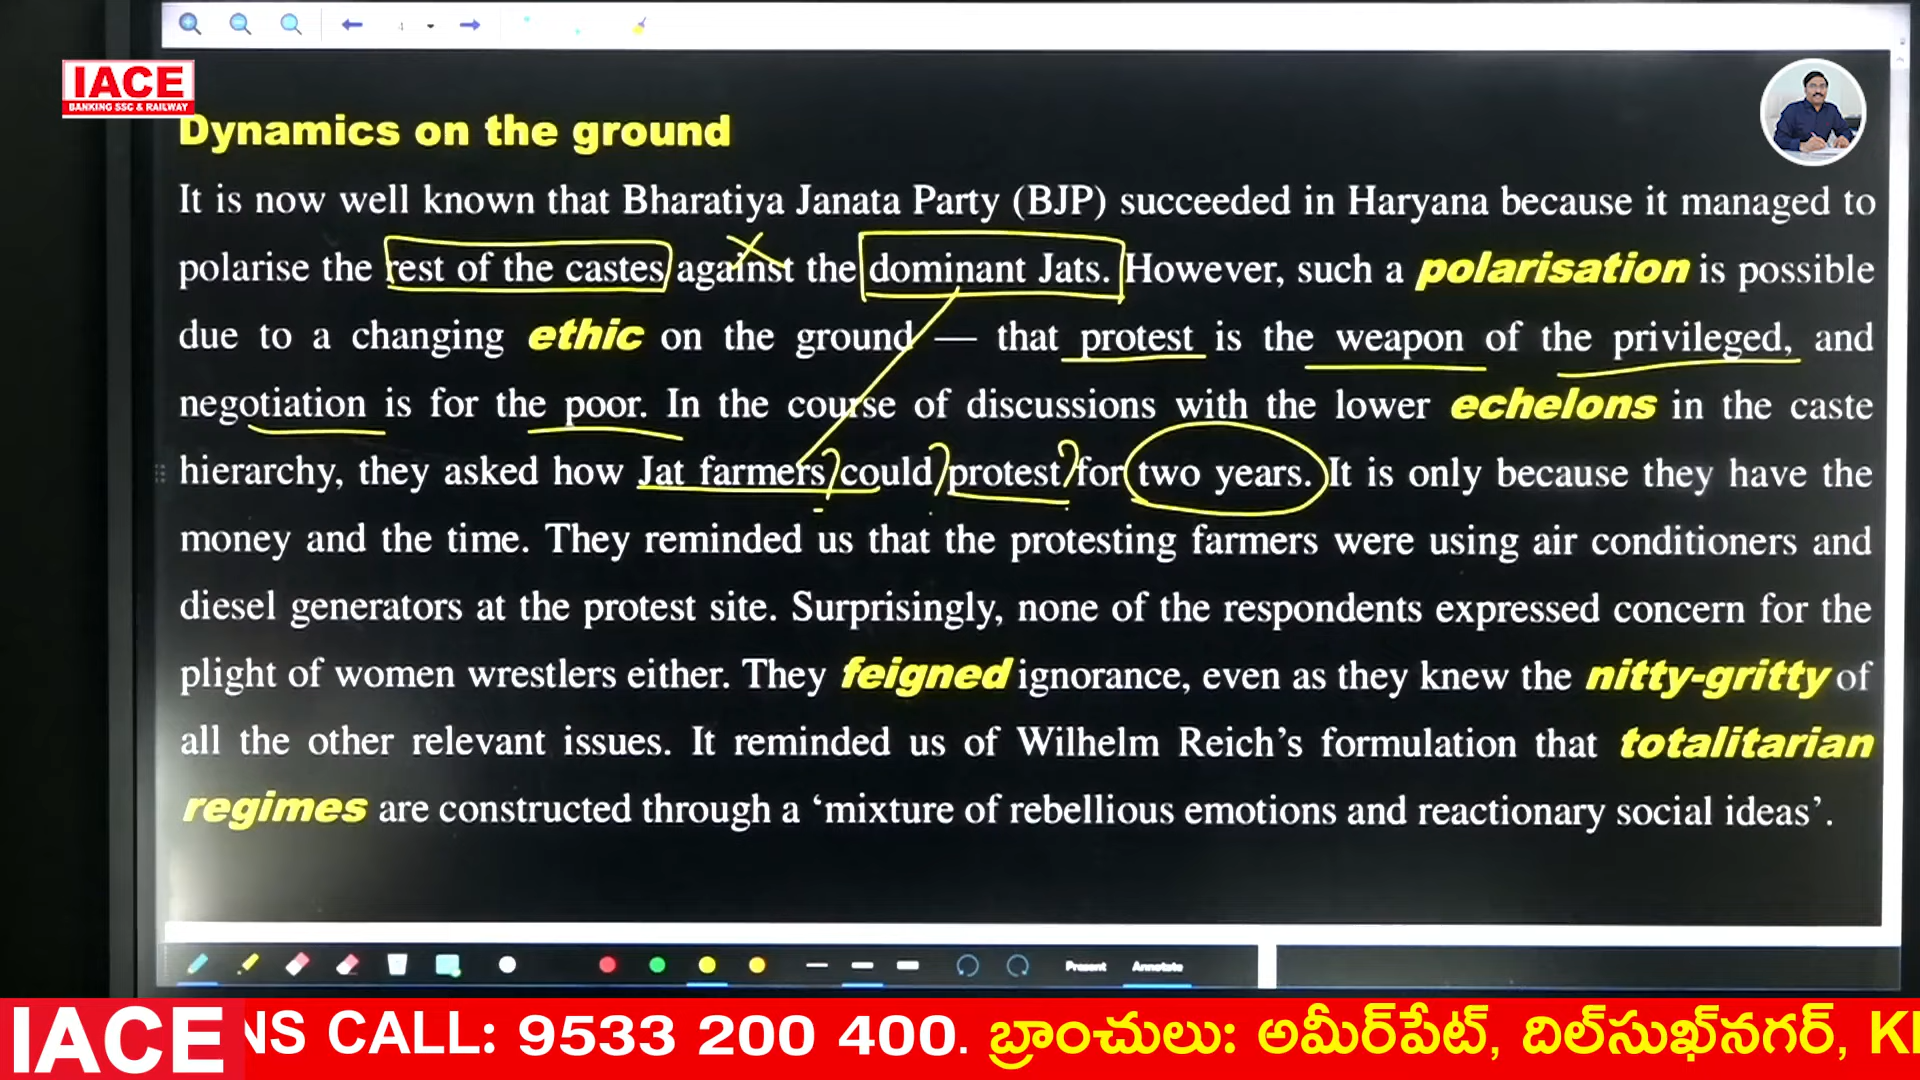 IACE
BANKING SSC & RAILWAY
Dynamics on the ground
It is now well known that Bharatiya Janata Party (BJP) succeeded in Haryana because it managed to
polarise the rest of the castes against the dominant Jats. However, such a polarisation is possible
due to a changing ethic on the ground — that protest is the weapon of the privileged, and
negotiation is for the poor. In the course of discussions with the lower echelons in the caste
hierarchy, they asked how Jat farmers? could? protest? for two years. It is only because they have the
money and the time. They reminded us that the protesting farmers were using air conditioners and
diesel generators at the protest site. Surprisingly, none of the respondents expressed concern for the
plight of women wrestlers either. They feigned ignorance, even as they knew the nitty-gritty of
all the other relevant issues. It reminded us of Wilhelm Reich’s formulation that totalitarian
regimes are constructed through a ‘mixture of rebellious emotions and reactionary social ideas’.
Present Annotate
IACE NS CALL: 9533 200 400. బ్రాంచులు: అమీర్‌పేట్, దిల్‌సుఖ్‌నగర్,